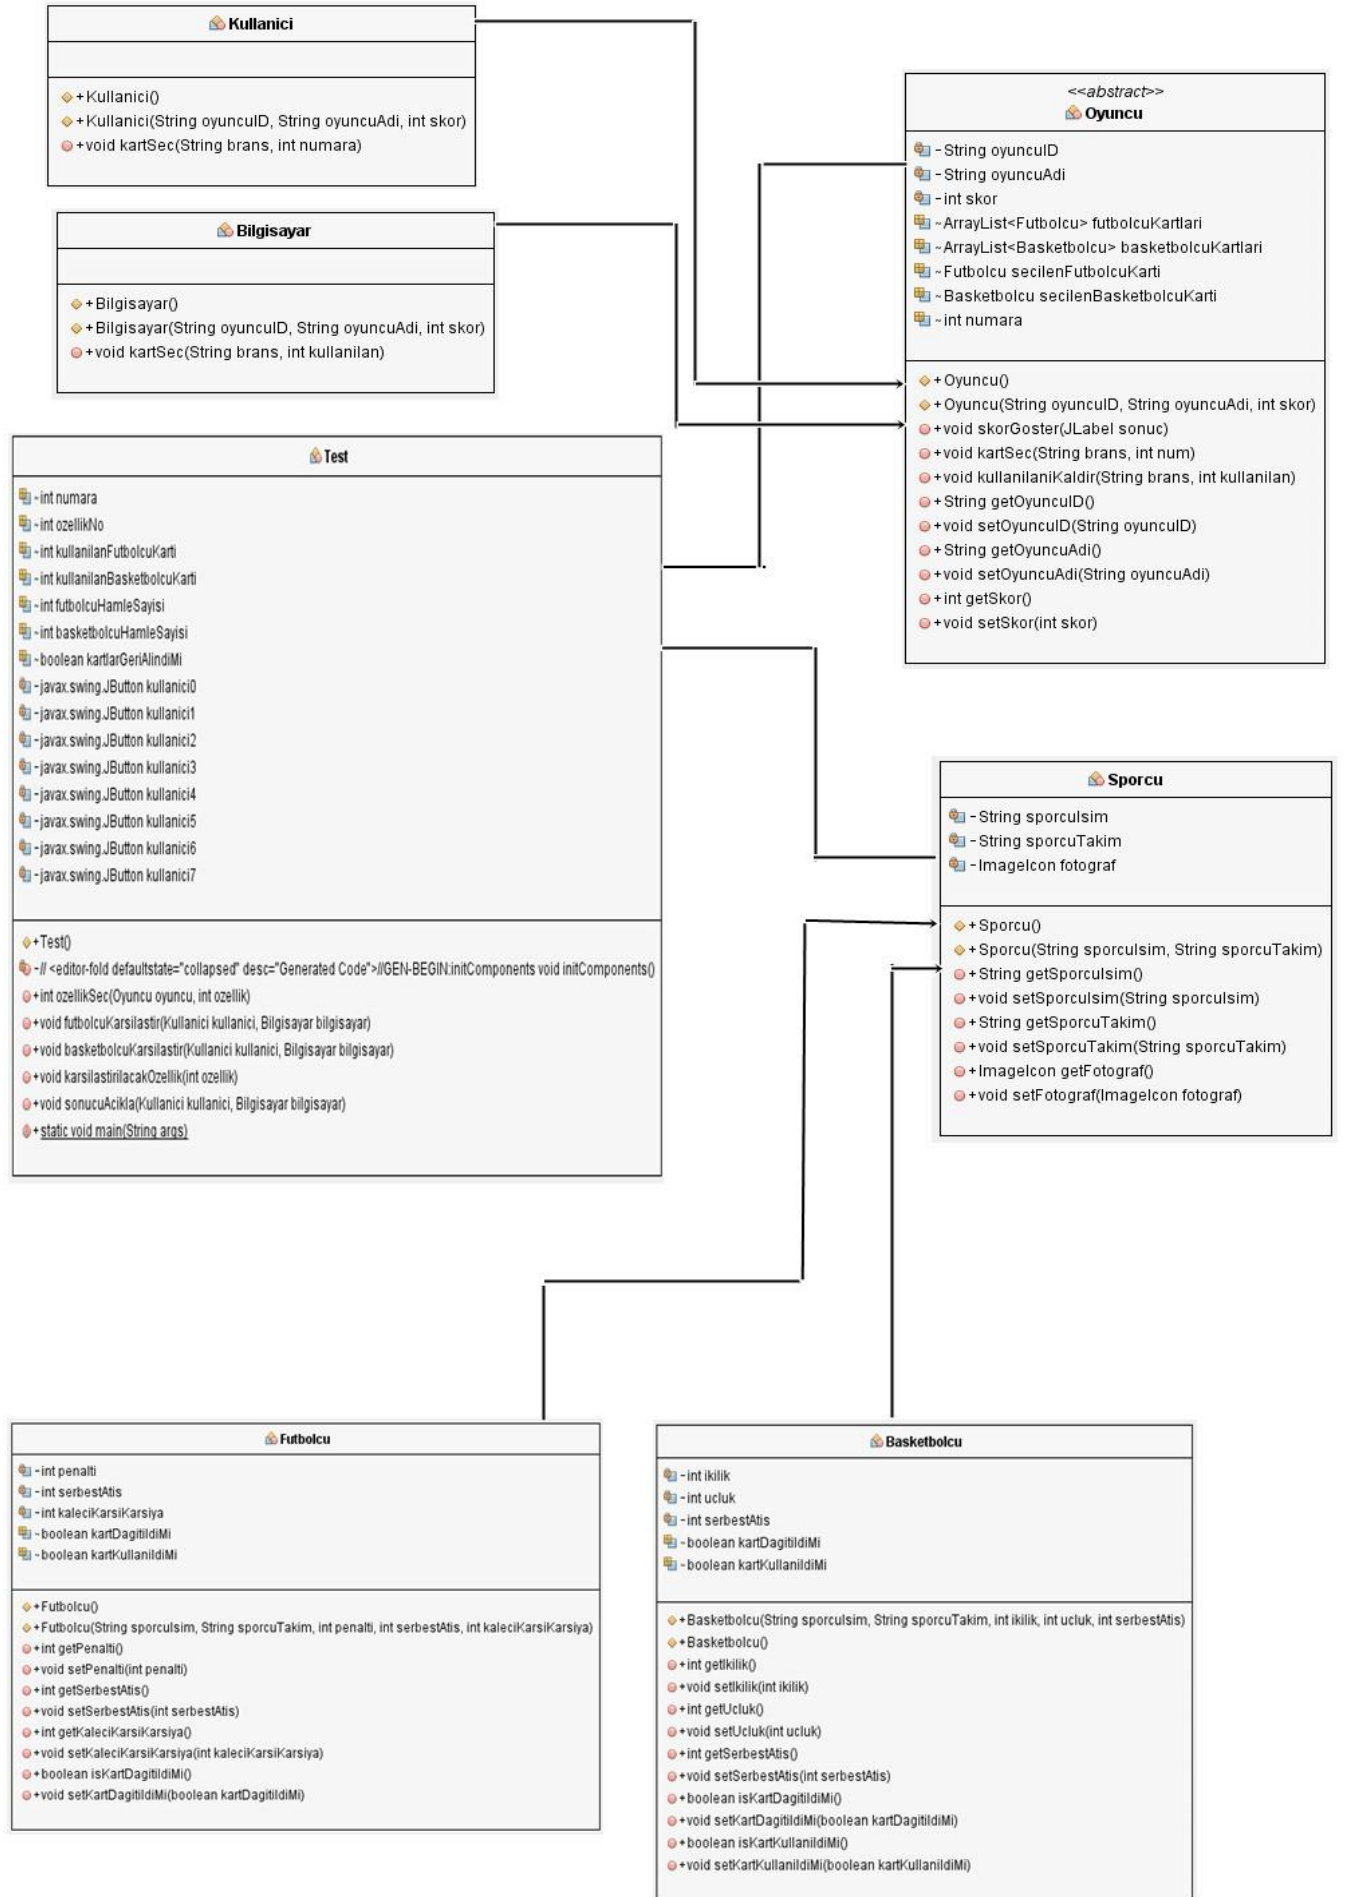 Kullanici
+Kullanici()
+Kullanici(String oyuncuID, String oyuncuAdi, int skor)
+void kartSec(String brans, int numara)
Bilgisayar
+Bilgisayar()
+Bilgisayar(String oyuncuID, String oyuncuAdi, int skor)
+void kartSec(String brans, int kullanilan)
<<abstract>>
Oyuncu
-String oyuncuID
-String oyuncuAdi
-int skor
~ArrayList<Futbolcu> futbolcuKartlari
~ArrayList<Basketbolcu> basketbolcuKartlari
~Futbolcu secilenFutbolcuKarti
~Basketbolcu secilenBasketbolcuKarti
~int numara
+Oyuncu()
+Oyuncu(String oyuncuID, String oyuncuAdi, int skor)
+void skorGoster(JLabel sonuc)
+void kartSec(String brans, int num)
+void kullanilaniKaldir(String brans, int kullanilan)
+String getOyuncuID()
+void setOyuncuID(String oyuncuID)
+String getOyuncuAdi()
+void setOyuncuAdi(String oyuncuAdi)
+int getSkor()
+void setSkor(int skor)
Test
~int numara
~int ozellikNo
~int kullanilanFutbolcuKarti
~int kullanilanBasketbolcuKarti
~int futbolcuHamleSayisi
~int basketbolcuHamleSayisi
~boolean kartlarGeriAlindiMi
-javax.swing.JButton kullanici0
-javax.swing.JButton kullanici1
-javax.swing.JButton kullanici2
-javax.swing.JButton kullanici3
-javax.swing.JButton kullanici4
-javax.swing.JButton kullanici5
-javax.swing.JButton kullanici6
-javax.swing.JButton kullanici7
+Test()
-// <editor-fold defaultstate="collapsed" desc="Generated Code">//GEN-BEGIN:initComponents void initComponents()
+int ozellikSec(Oyuncu oyuncu, int ozellik)
+void futbolcuKarsilastir(Kullanici kullanici, Bilgisayar bilgisayar)
+void basketbolcuKarsilastir(Kullanici kullanici, Bilgisayar bilgisayar)
+void karsilastirilacakOzellik(int ozellik)
+void sonucuAcikla(Kullanici kullanici, Bilgisayar bilgisayar)
+static void main(String args)
Sporcu
-String sporcuIsim
-String sporcuTakim
-ImageIcon fotograf
+Sporcu()
+Sporcu(String sporcuIsim, String sporcuTakim)
+String getSporcuIsim()
+void setSporcuIsim(String sporcuIsim)
+String getSporcuTakim()
+void setSporcuTakim(String sporcuTakim)
+ImageIcon getFotograf()
+void setFotograf(ImageIcon fotograf)
Futbolcu
-int penalti
-int serbestAtis
-int kaleciKarsiKarsiya
~boolean kartDagitildiMi
~boolean kartKullanildiMi
+Futbolcu()
+Futbolcu(String sporcuIsim, String sporcuTakim, int penalti, int serbestAtis, int kaleciKarsiKarsiya)
+int getPenalti()
+void setPenalti(int penalti)
+int getSerbestAtis()
+void setSerbestAtis(int serbestAtis)
+int getKaleciKarsiKarsiya()
+void setKaleciKarsiKarsiya(int kaleciKarsiKarsiya)
+boolean isKartDagitildiMi()
+void setKartDagitildiMi(boolean kartDagitildiMi)
Basketbolcu
-int ikilik
-int ucluk
-int serbestAtis
~boolean kartDagitildiMi
~boolean kartKullanildiMi
+Basketbolcu(String sporcuIsim, String sporcuTakim, int ikilik, int ucluk, int serbestAtis)
+Basketbolcu()
+int getIkilik()
+void setIkilik(int ikilik)
+int getUcluk()
+void setUcluk(int ucluk)
+int getSerbestAtis()
+void setSerbestAtis(int serbestAtis)
+boolean isKartDagitildiMi()
+void setKartDagitildiMi(boolean kartDagitildiMi)
+boolean isKartKullanildiMi()
+void setKartKullanildiMi(boolean kartKullanildiMi)